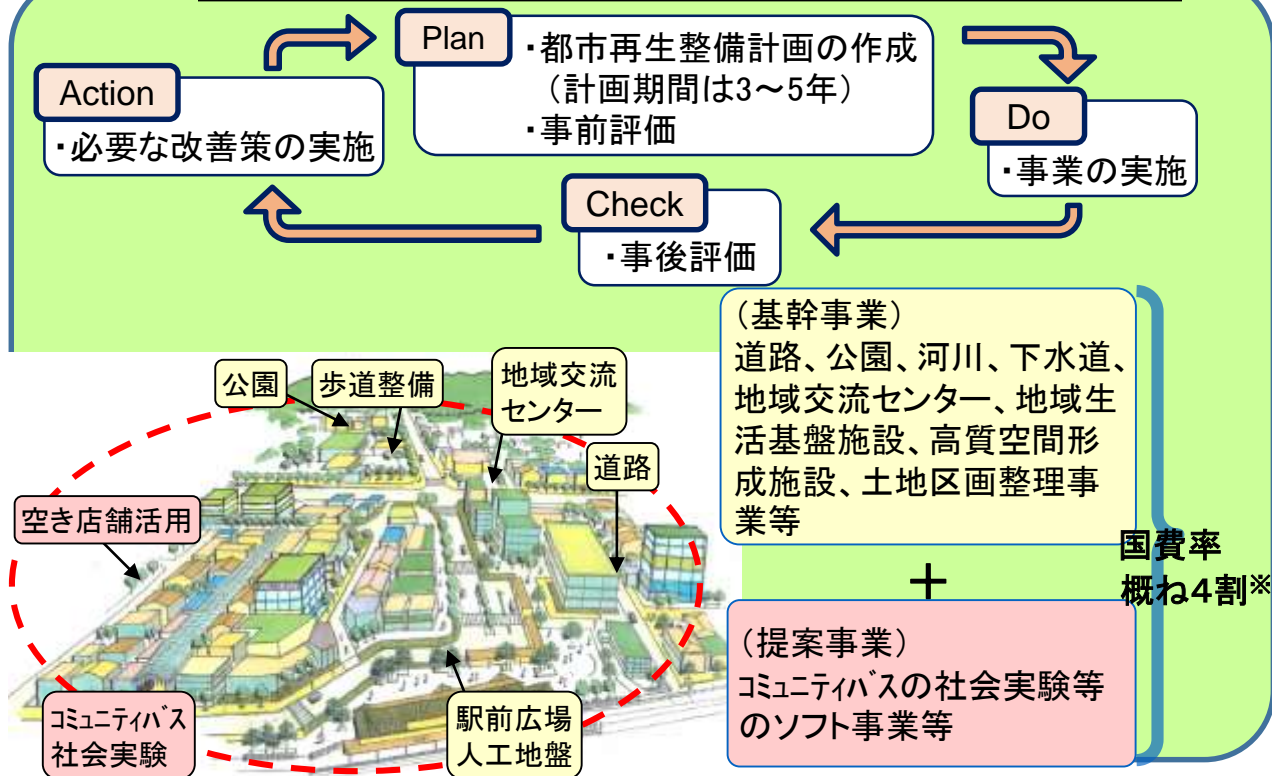 Plan
・都市再生整備計画の作成
（計画期間は3～5年）
・事前評価
Action
・必要な改善策の実施
Do
・事業の実施
Check
・事後評価
（基幹事業）
道路、公園、河川、下水道、
地域交流センター、地域生
活基盤施設、高質空間形
成施設、土地区画整理事
業等
＋
（提案事業）
ｺﾐｭﾆﾃｨﾊﾞｽの社会実験等
のソフト事業等
国費率
概ね４割※
公園
歩道整備
地域交流
センター
道路
空き店舗活用
ｺﾐｭﾆﾃｨﾊﾞｽ
社会実験
駅前広場
人工地盤